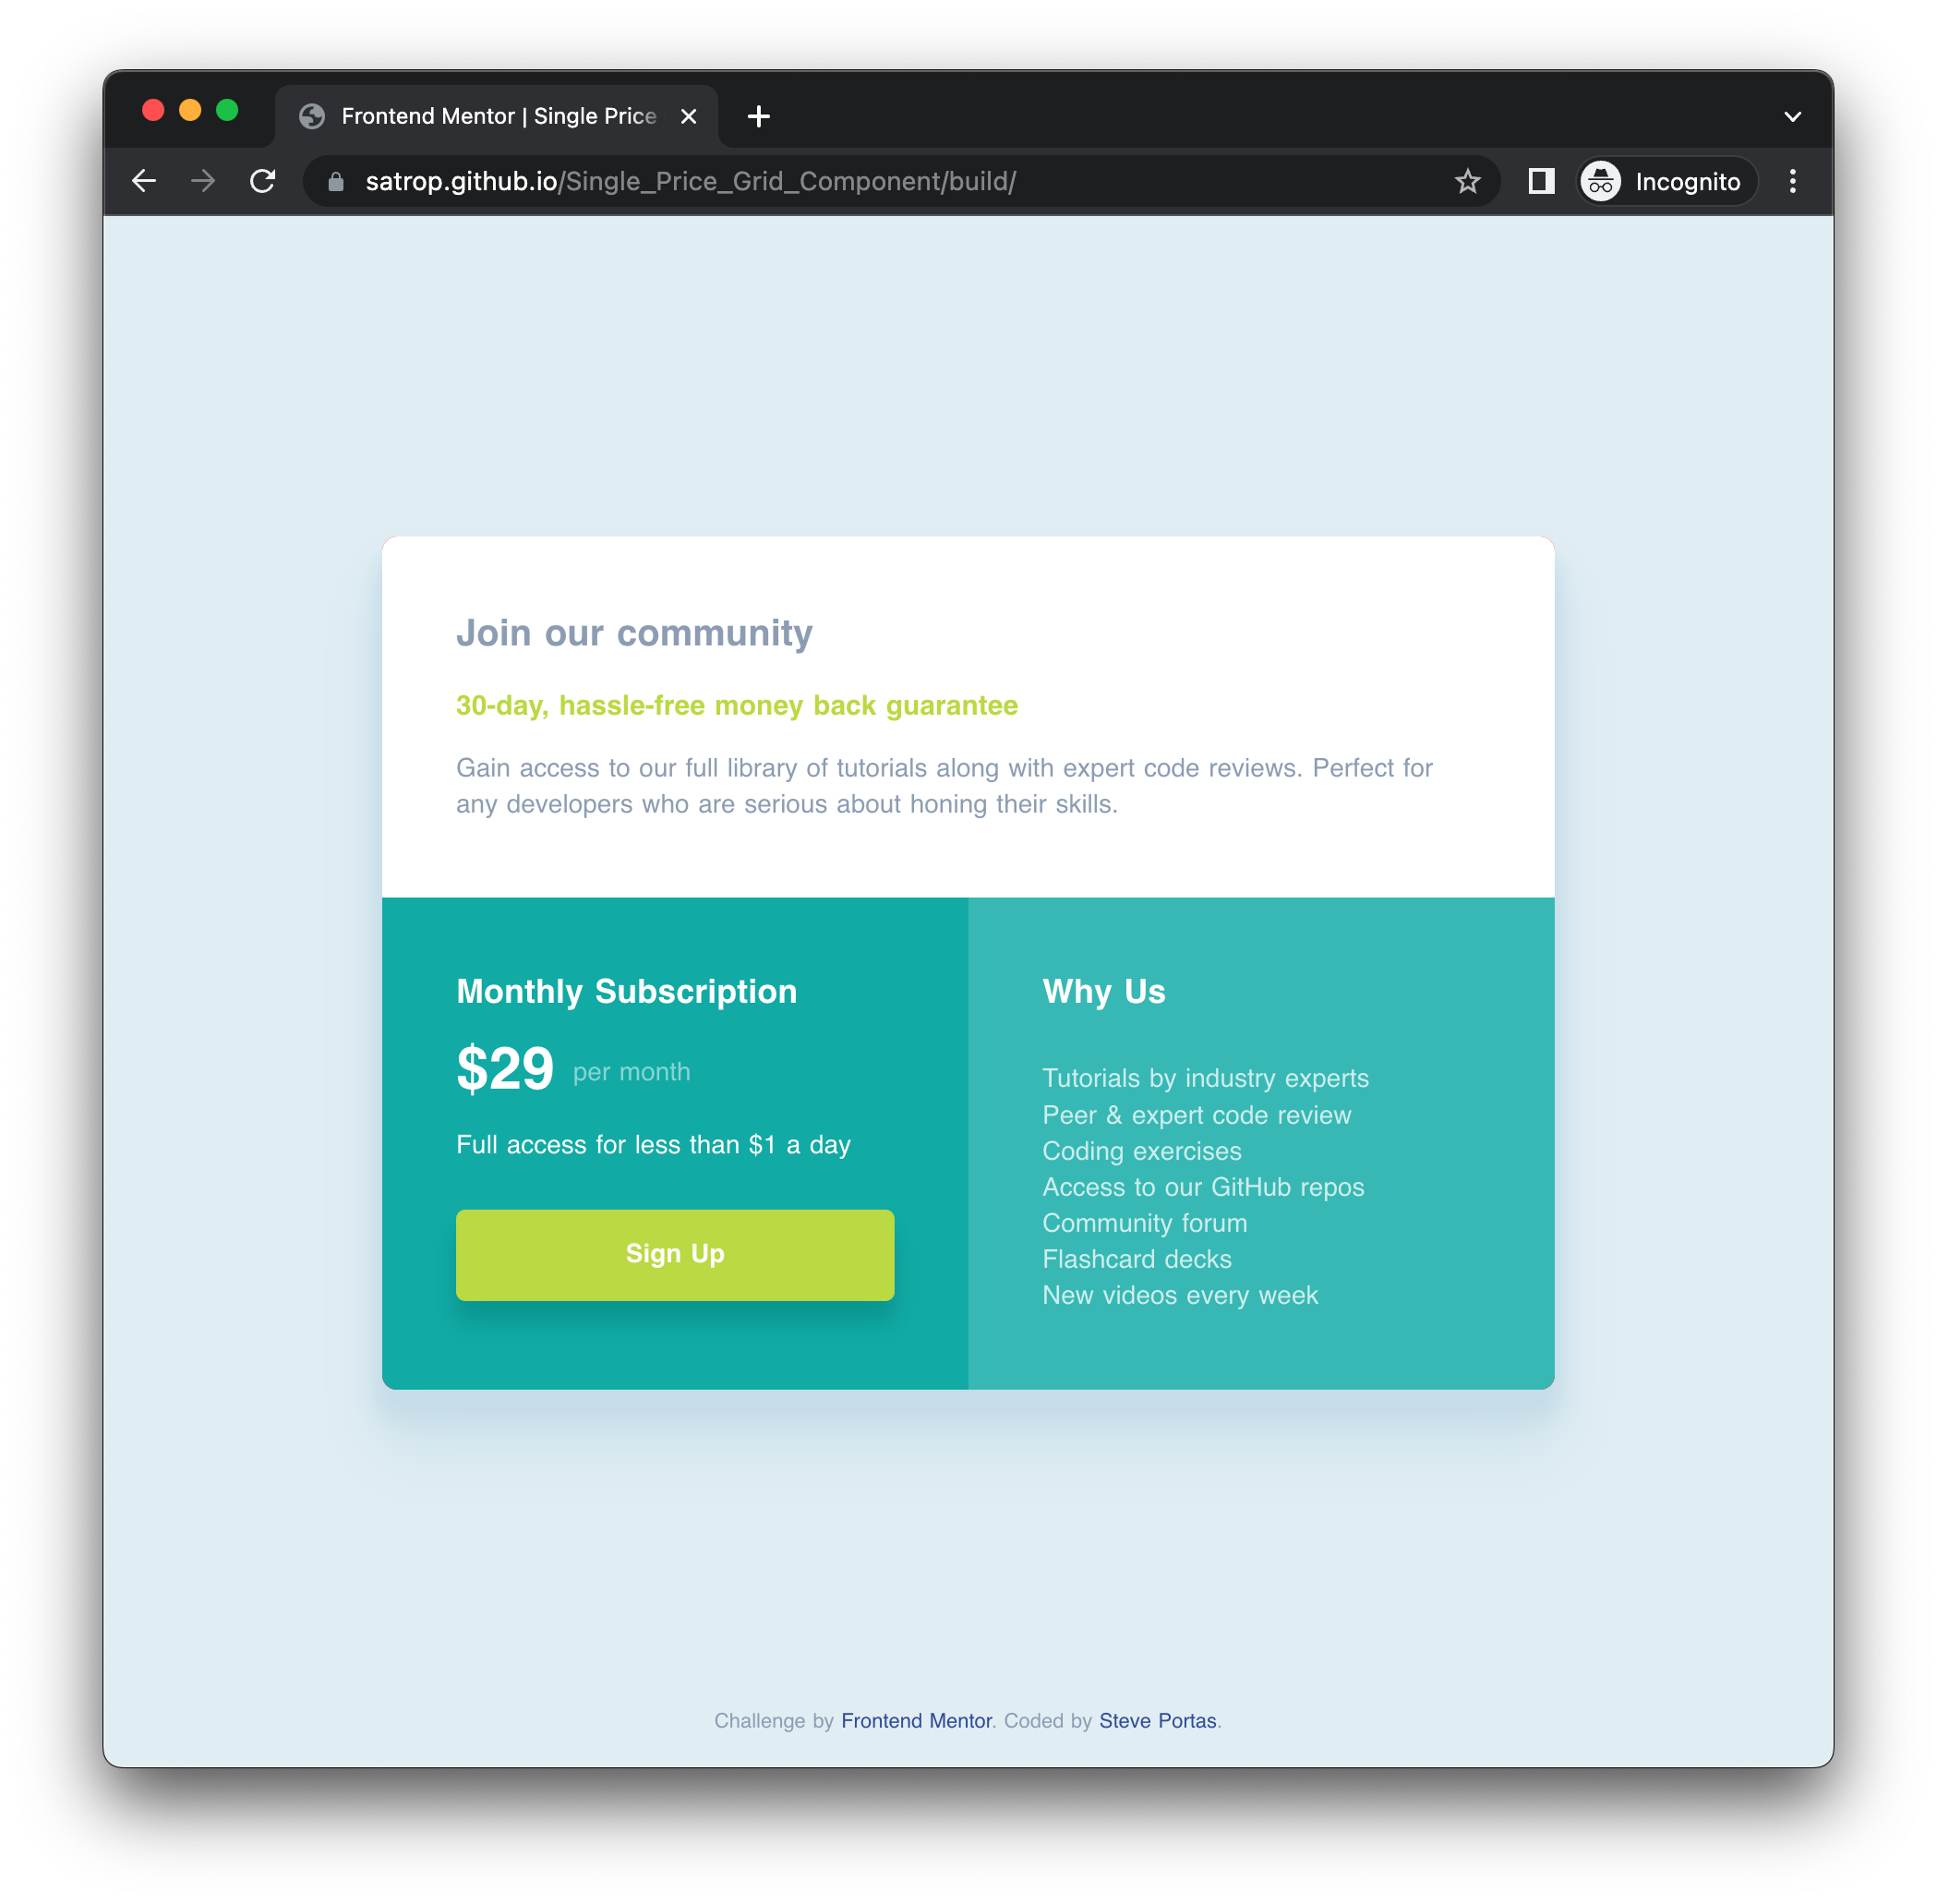 Frontend Mentor | Single Price
satrop.github.io/Single_Price_Grid_Component/build/
Incognito
Join our community
30-day, hassle-free money back guarantee
Gain access to our full library of tutorials along with expert code reviews. Perfect for
any developers who are serious about honing their skills.
Monthly Subscription
$29 per month
Full access for less than $1 a day
Sign Up
Why Us
Tutorials by industry experts
Peer & expert code review
Coding exercises
Access to our GitHub repos
Community forum
Flashcard decks
New videos every week
Challenge by Frontend Mentor. Coded by Steve Portas.